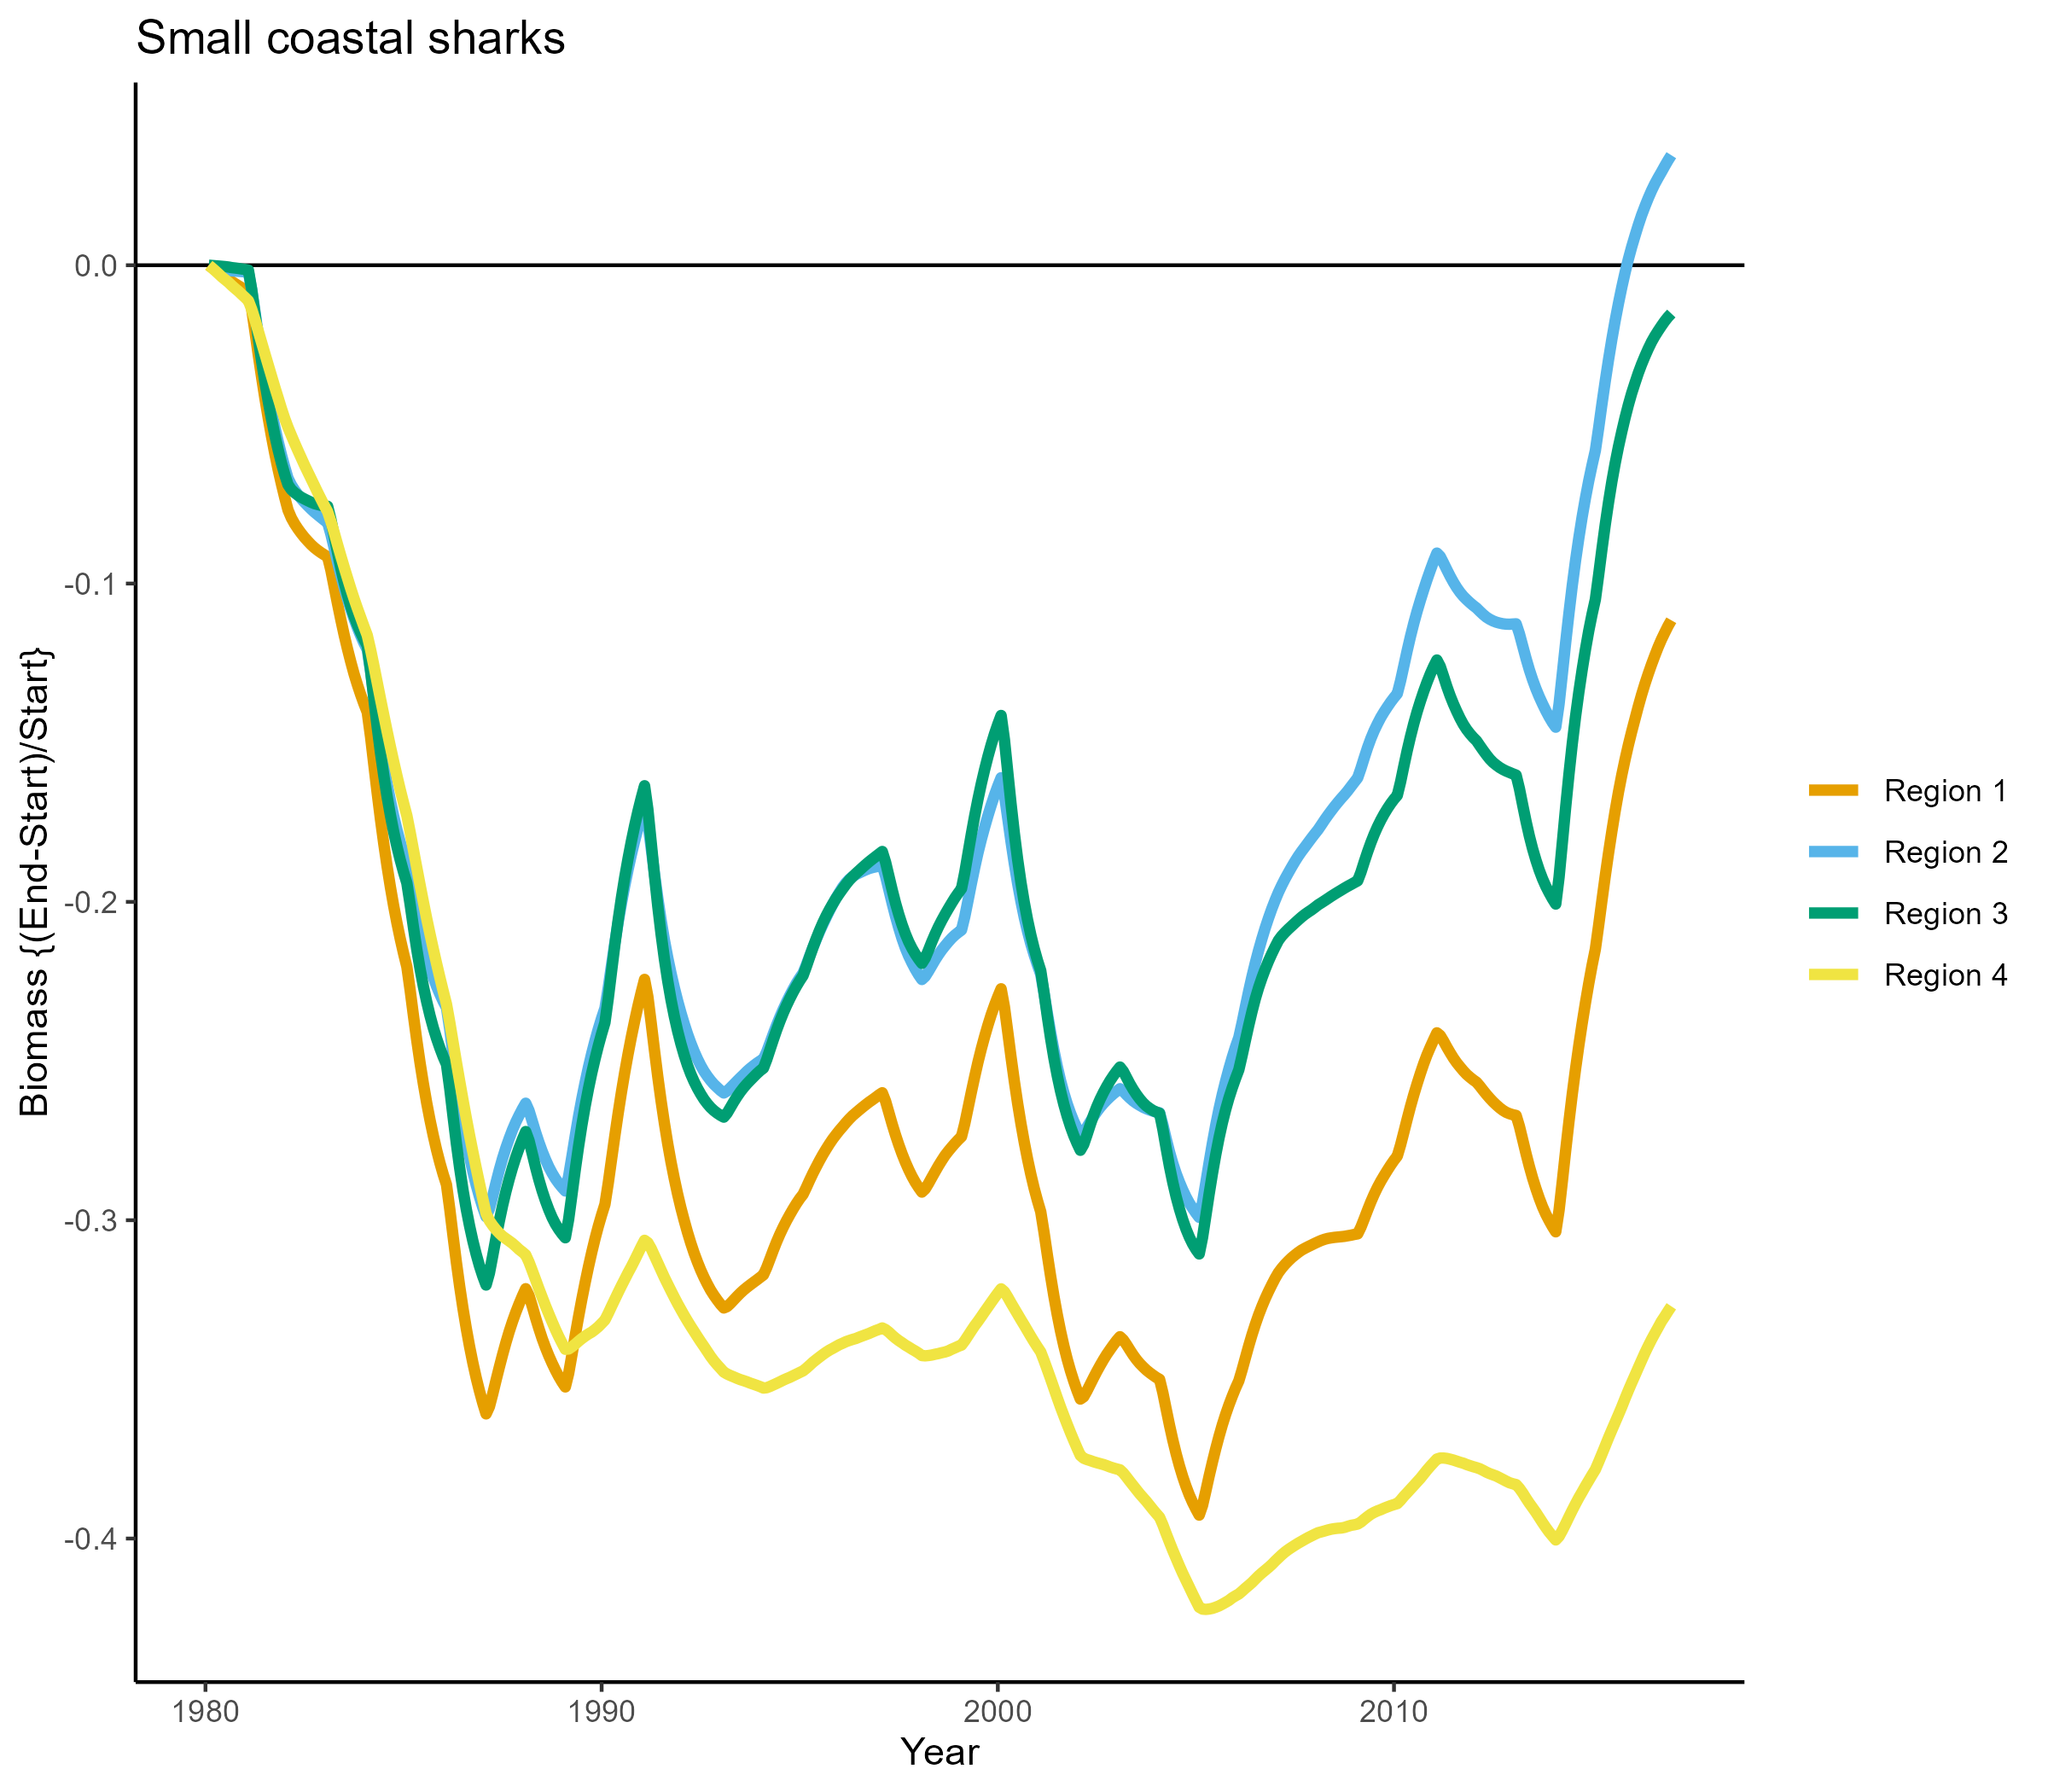 Small coastal sharks
Biomass {(End-Start)/Start}
0.0
-0.1
-0.2
-0.3
-0.4
1980
1990
2000
2010
Year
Region 1
Region 2
Region 3
Region 4